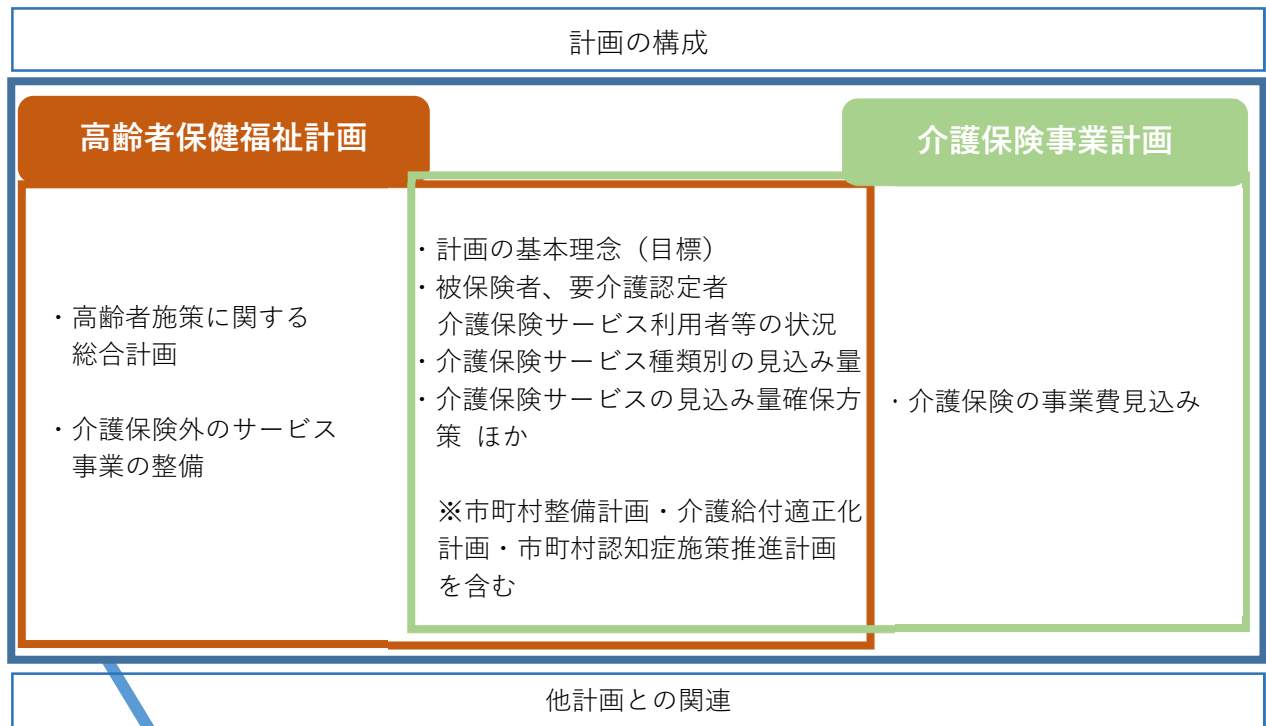 計画の構成
高齢者保健福祉計画
介護保険事業計画
・高齢者施策に関する
総合計画
・介護保険外のサービス
事業の整備
・計画の基本理念（目標）
・被保険者、要介護認定者
介護保険サービス利用者等の状況
・介護保険サービス種類別の見込み量
・介護保険サービスの見込み量確保方
策 ほか
※市町村整備計画・介護給付適正化
計画・市町村認知症施策推進計画
を含む
・介護保険の事業費見込み
他計画との関連